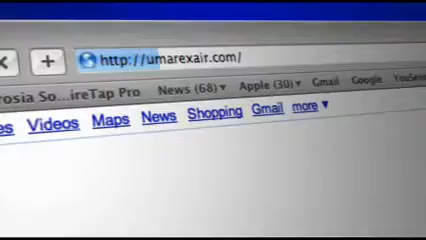 http://umarexair.com/
rosia So...ireTap Pro News (68) Apple (30) Gmail Google YouSen
es Videos Maps News Shopping Gmail more